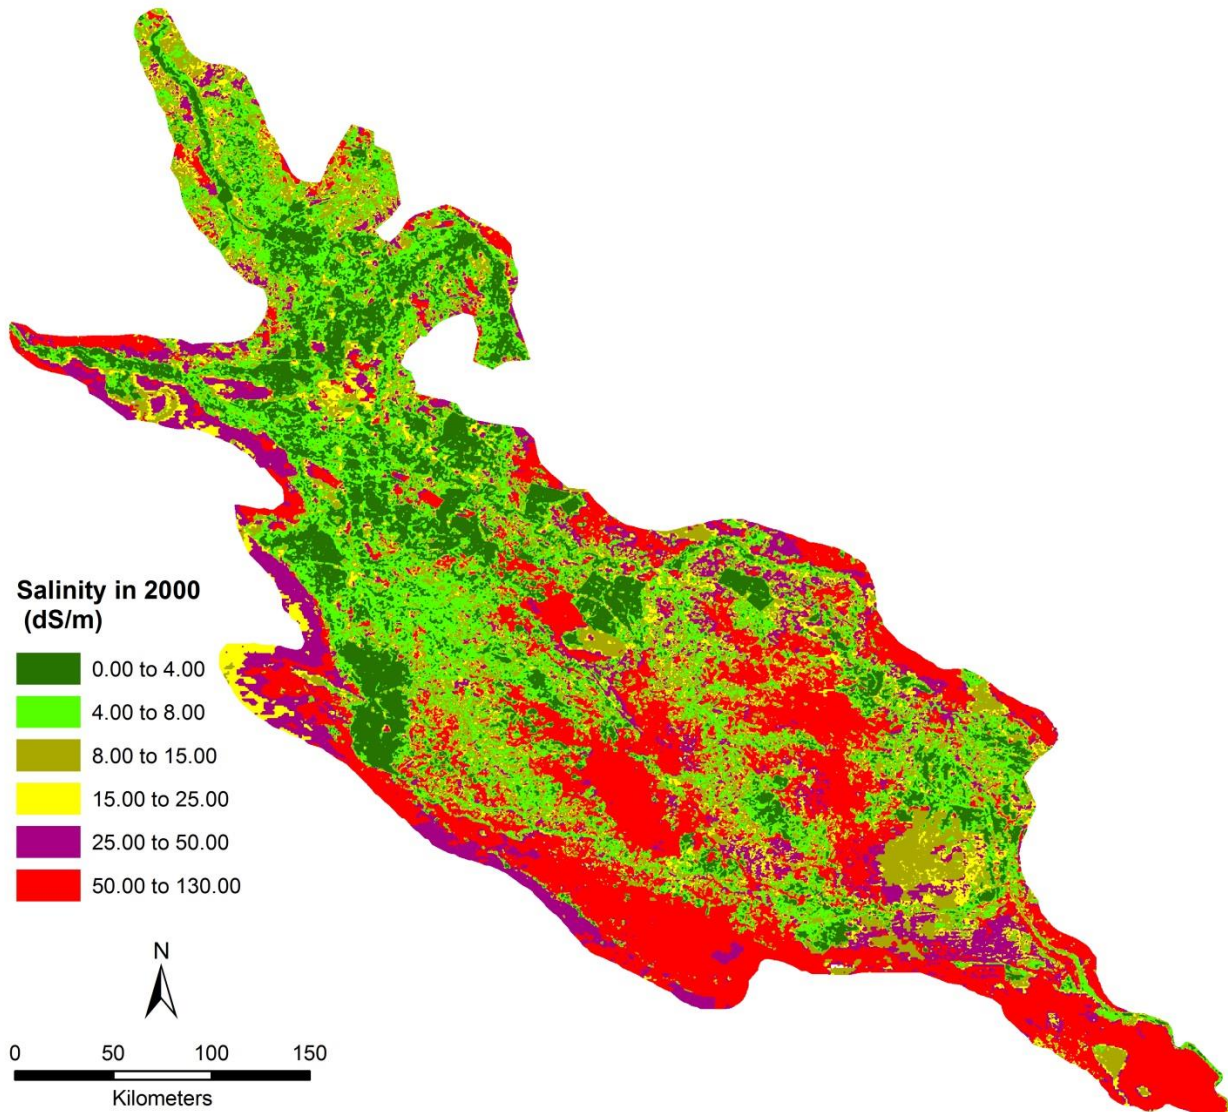 Salinity in 2000
(dS/m)
0.00 to 4.00
4.00 to 8.00
8.00 to 15.00
15.00 to 25.00
25.00 to 50.00
50.00 to 130.00
N
0 50 100 150
Kilometers